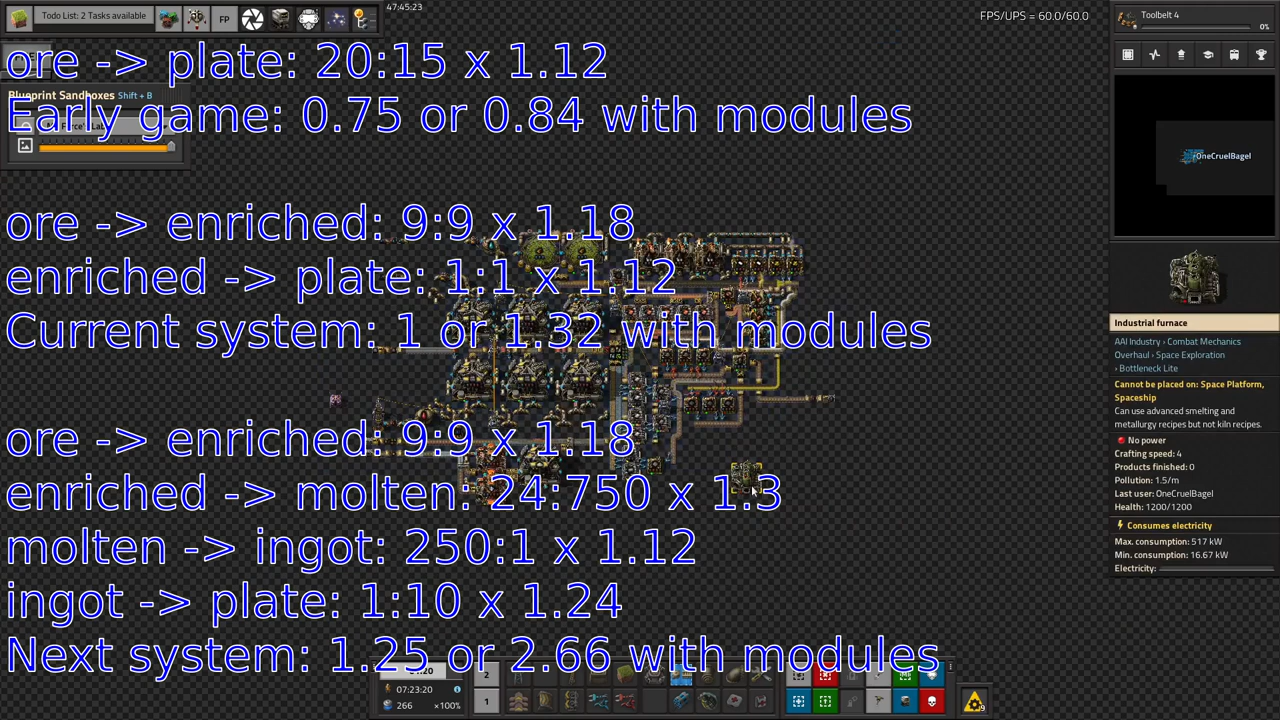 47:45:23
Todo List: 2 Tasks available
FP
FPS/UPS = 60.0/60.0
Toolbelt 4
0%
ore -> plate: 20:15 x 1.12
Blueprint Sandboxes Shift + B
Early game: 0.75 or 0.84 with modules
OneCruelBagel
ore -> enriched: 9:9 x 1.18
enriched -> plate: 1:1 x 1.12
Current system: 1 or 1.32 with modules
Industrial furnace
AAI Industry › Combat Mechanics
Overhaul › Space Exploration
› Bottleneck Lite
Cannot be placed on: Space Platform,
Spaceship
Can use advanced smelting and
metallurgy recipes but not kiln recipes.
No power
Crafting speed: 4
Products finished: 0
Pollution: 1.5/m
Last user: OneCruelBagel
Health: 1200/1200
Consumes electricity
Max. consumption: 517 kW
Min. consumption: 16.67 kW
Electricity:
ore -> enriched: 9:9 x 1.18
enriched -> molten: 24:750 x 1.3
molten -> ingot: 250:1 x 1.12
ingot -> plate: 1:10 x 1.24
Next system: 1.25 or 2.66 with modules
07:23:20
266 ×100%
2
1
9